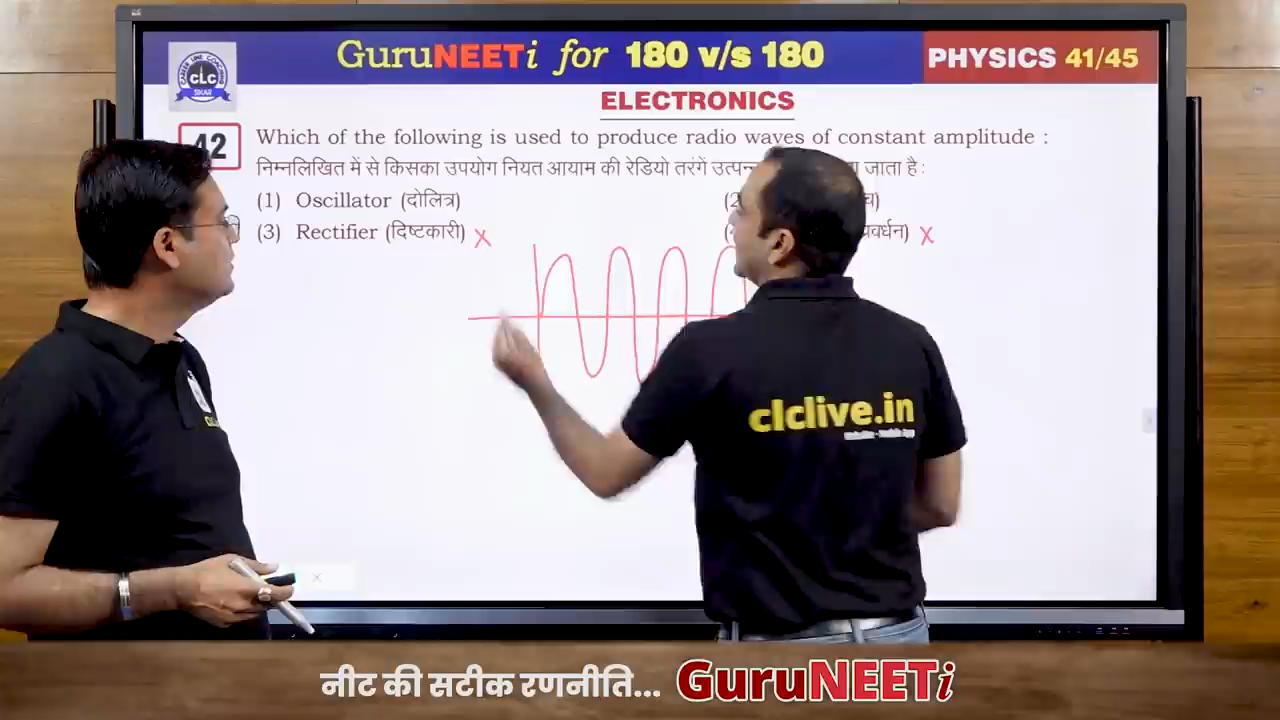 GuruNEETi for 180 v/s 180
PHYSICS 41/45
CLC
SIKAR
ELECTRONICS
42
Which of the following is used to produce radio waves of constant amplitude :
निम्नलिखित में से किसका उपयोग नियत आयाम की रेडियो तरंगें जाता है :
(1) Oscillator (दोलित्र)
(3) Rectifier (दिष्टकारी) x
x
clclive.in
नीट की सटीक रणनीति... GuruNEETi